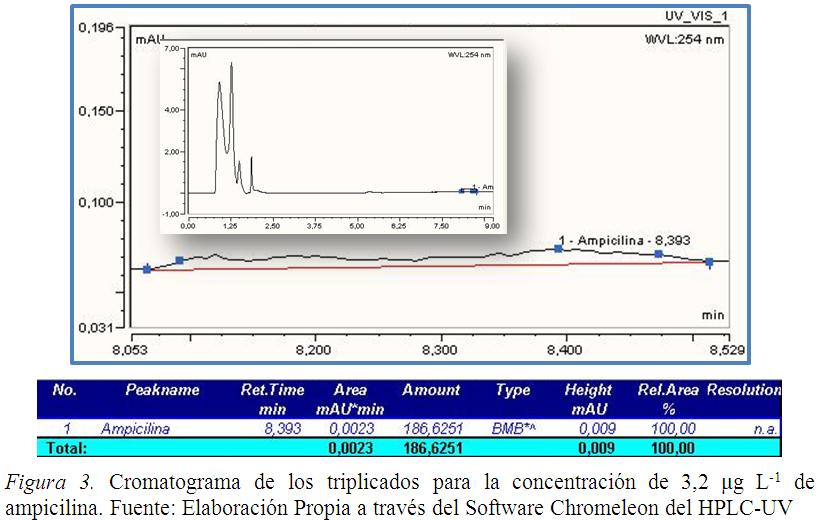 UV_VIS_1
0,196
mAU
WVL:254 nm
7,00
mAU
WVL:254 nm
4,00
2,00
1 - Am
min
-1,00
0,00 1,25 2,50 3,75 5,00 6,25 7,50 9,00
0,150
0,100
1 - Ampicilina - 8,393
min
0,031
8,053 8,200 8,300 8,400 8,529
No. Peakname Ret.Time Area Amount Type Height Rel.Area Resolution
min mAU*min mAU %
1 Ampicilina 8,393 0,0023 186,6251 BMB*^ 0,009 100,00 n.a.
Total: 0,0023 186,6251 0,009 100,00
Figura 3. Cromatograma de los triplicados para la concentración de 3,2 µg L-1 de
ampicilina. Fuente: Elaboración Propia a través del Software Chromeleon del HPLC-UV